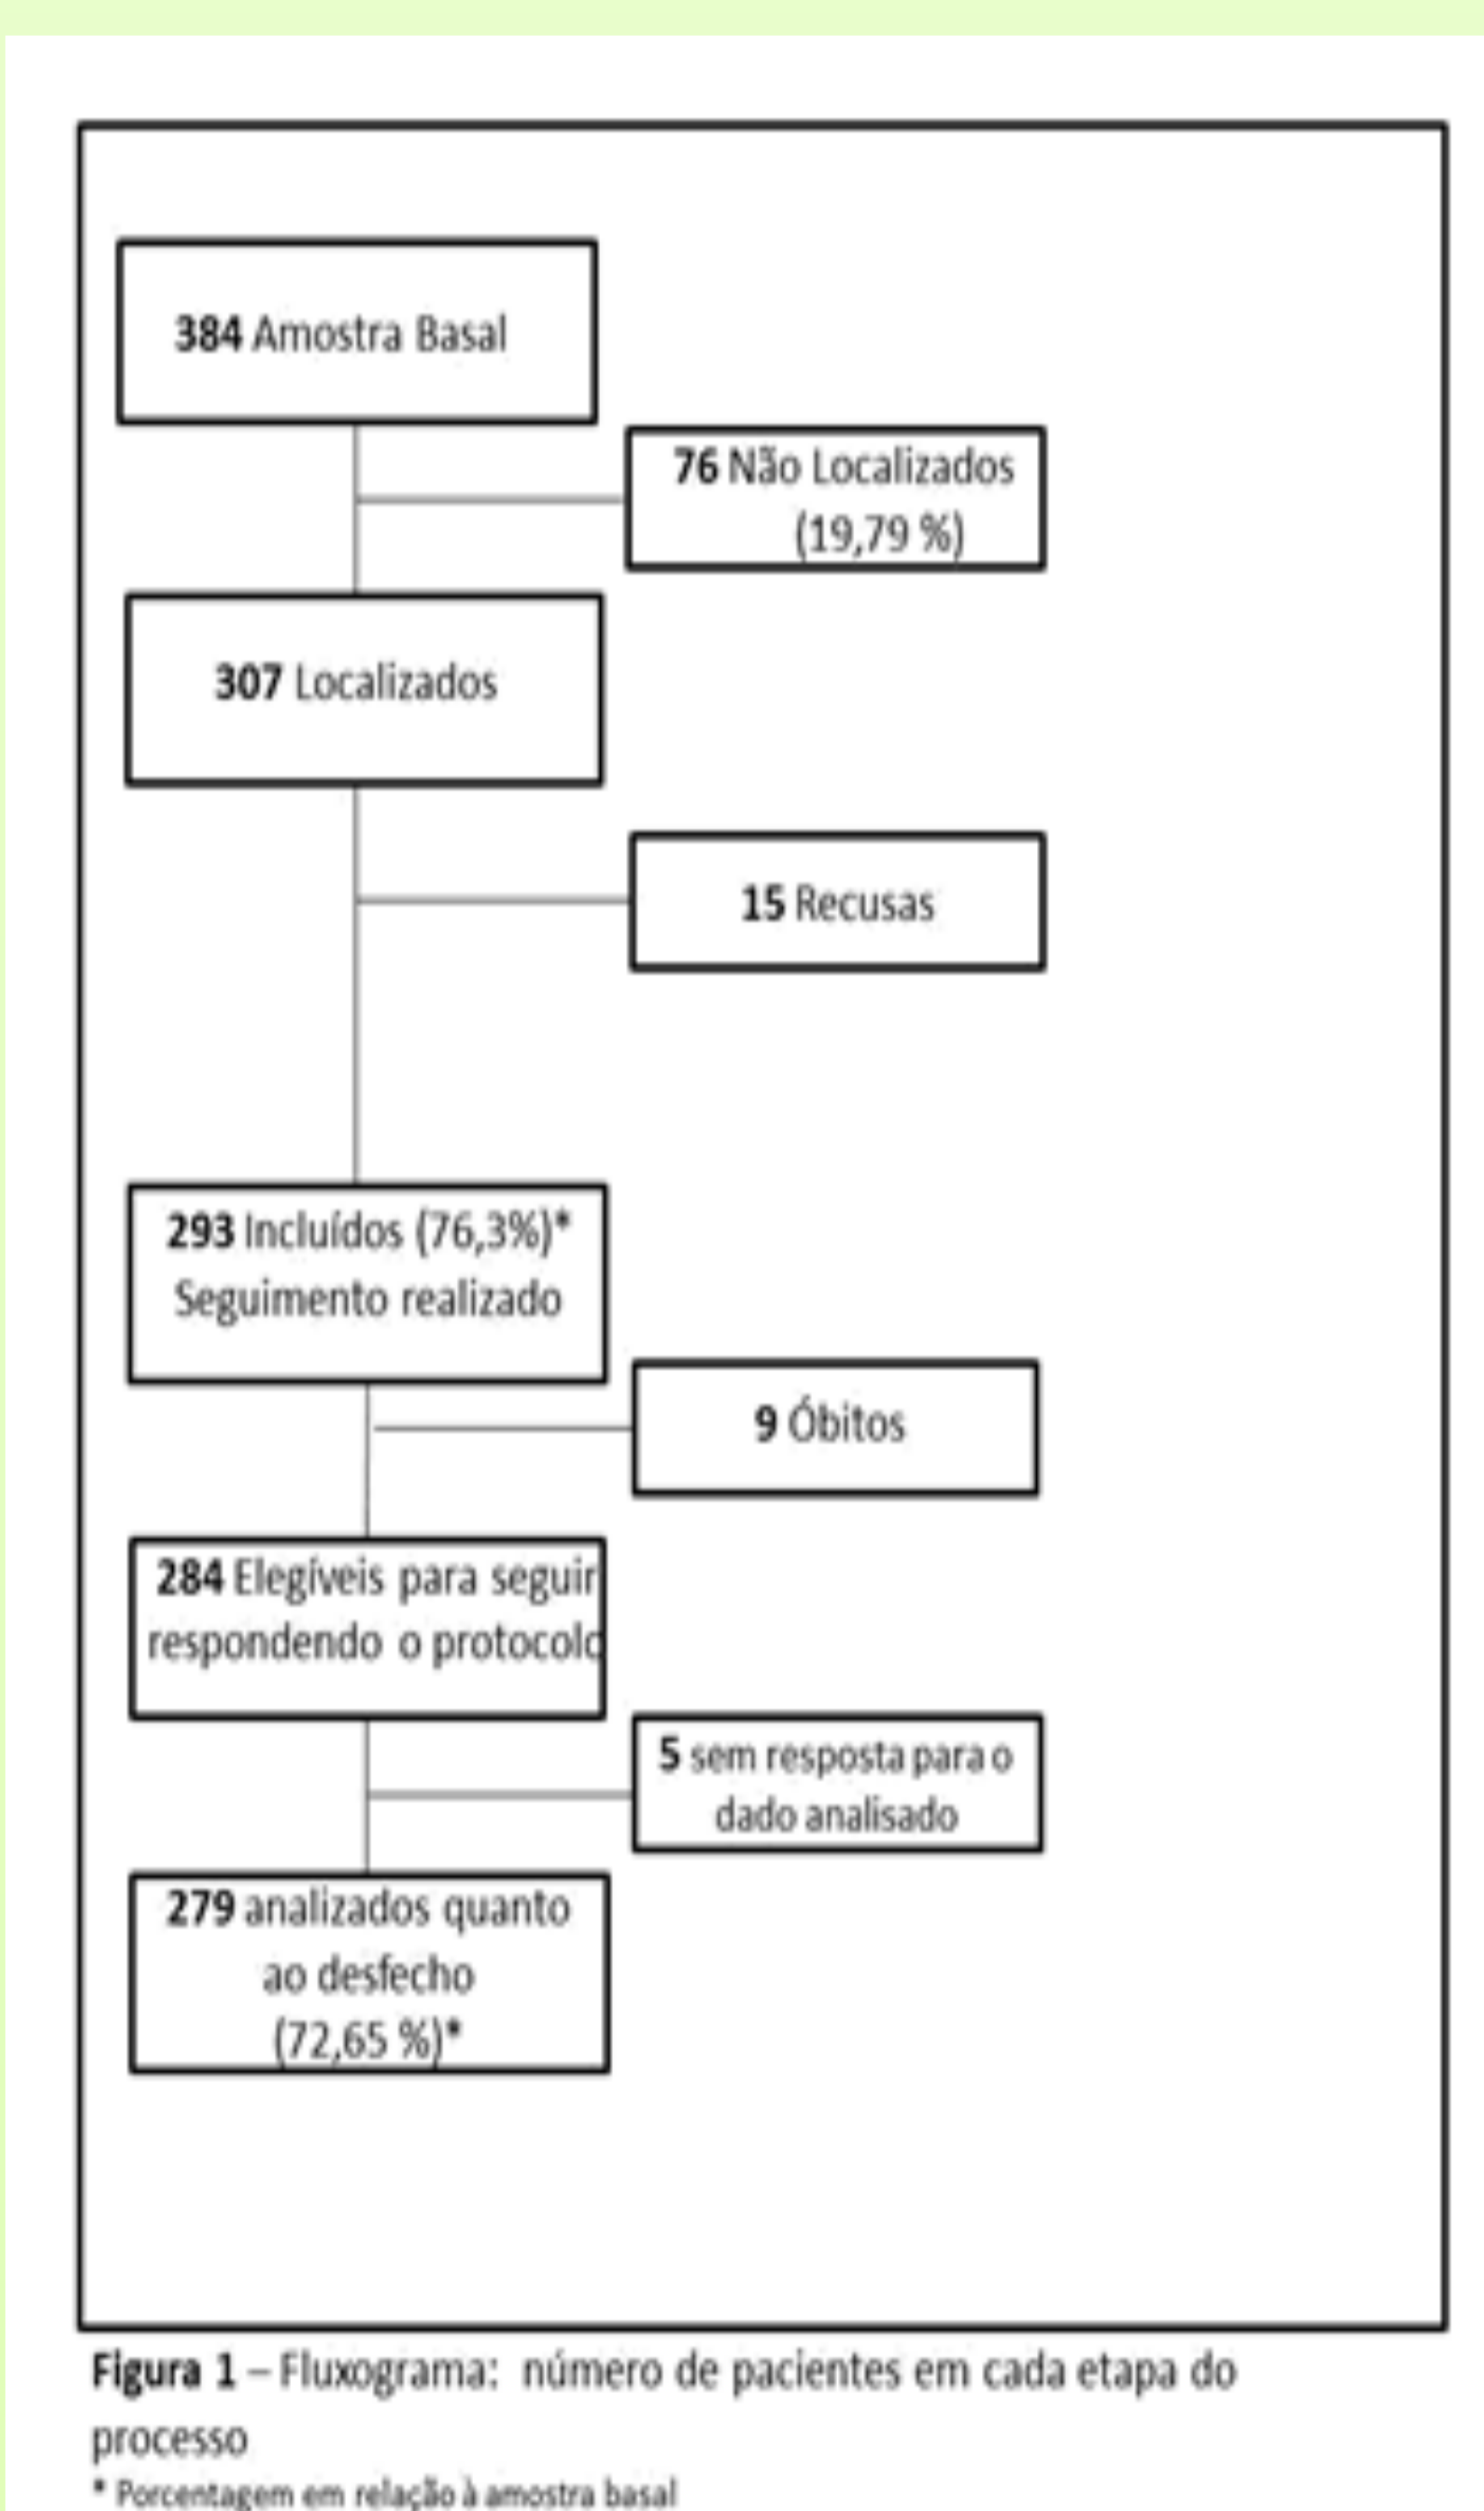 384 Amostra Basal
76 Não Localizados
(19,79 %)
307 Localizados
15 Recusas
293 Incluídos (76,3%)*
Seguimento realizado
9 Óbitos
284 Elegíveis para seguir
respondendo o protocolo
5 sem resposta para o
dado analisado
279 analizados quanto
ao desfecho
(72,65 %)*
Figura 1 – Fluxograma: número de pacientes em cada etapa do
processo
* Porcentagem em relação à amostra basal